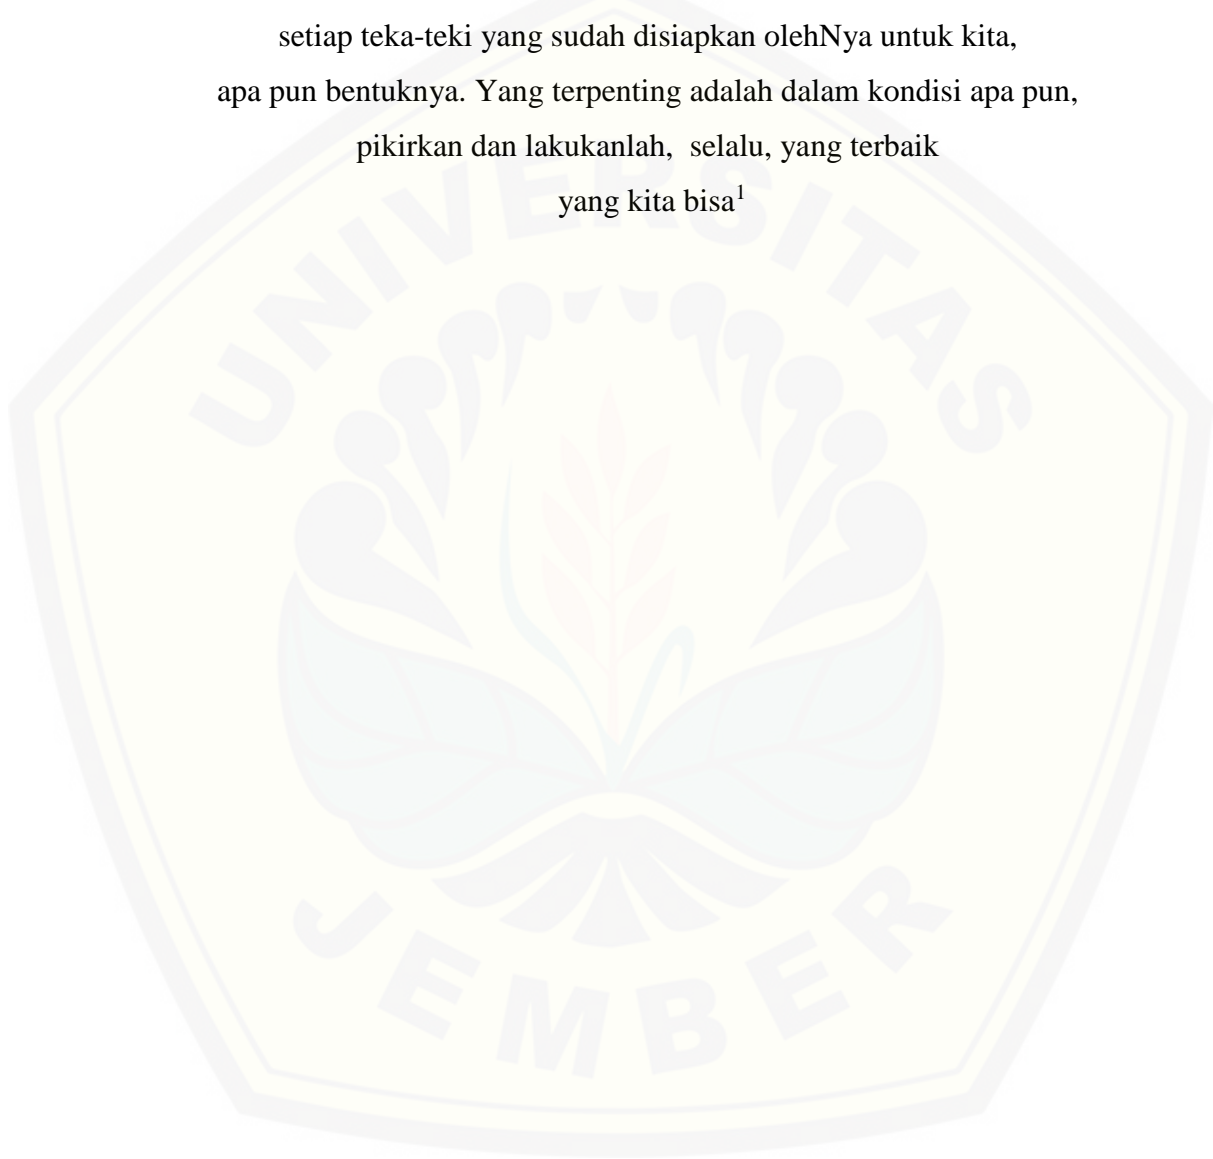 setiap teka-teki yang sudah disiapkan olehNya untuk kita,
apa pun bentuknya. Yang terpenting adalah dalam kondisi apa pun,
pikirkan dan lakukanlah,  selalu, yang terbaik
yang kita bisa¹
UNIVERSITAS
JEMBER